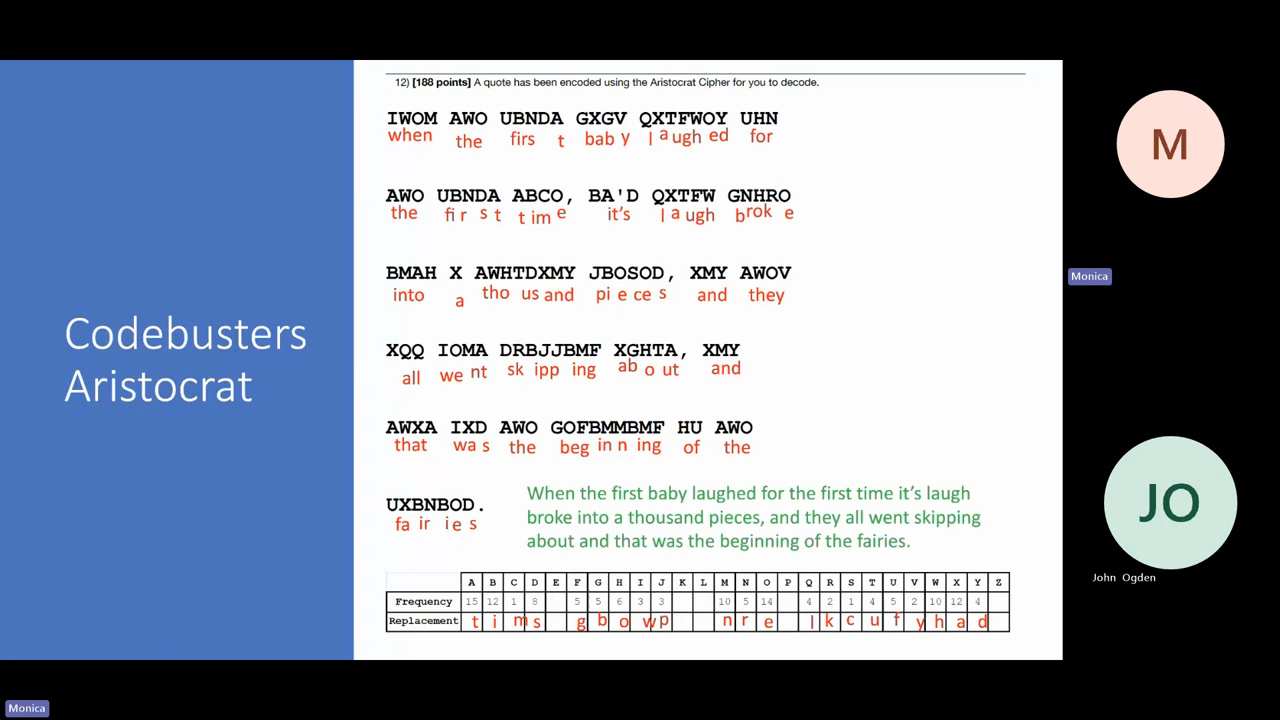 12) [188 points] A quote has been encoded using the Aristocrat Cipher for you to decode.
IWOM AWO UBNDA GXGV QXTFWOY UHN
when the firs t bab y l a ugh ed for
AWO UBNDA ABCO, BA'D QXTFW GNHRO
the fi r s t t im e it's l a ugh b rok e
BMAH X AWHTDXMY JBOSOD, XMY AWOV
into a tho us and pi e ce s and they
XQQ IOMA DRBJJBMF XGHTA, XMY
all we nt sk ipp ing ab o ut and
AWXA IXD AWO GOFBMMBMF HU AWO
that wa s the beg in n ing of the
UXBNBOD.
fa ir ie s
When the first baby laughed for the first time it's laugh
broke into a thousand pieces, and they all went skipping
about and that was the beginning of the fairies.
A B C D E F G H I J K L M N O P Q R S T U V W X Y Z
Frequency 15 12 1 8 5 5 6 3 3 10 5 14 4 2 1 4 5 2 10 12 4
Replacement t i m s g b o w p n r e l k c u f y h a d
Codebusters
Aristocrat
M
Monica
JO
John Ogden
Monica